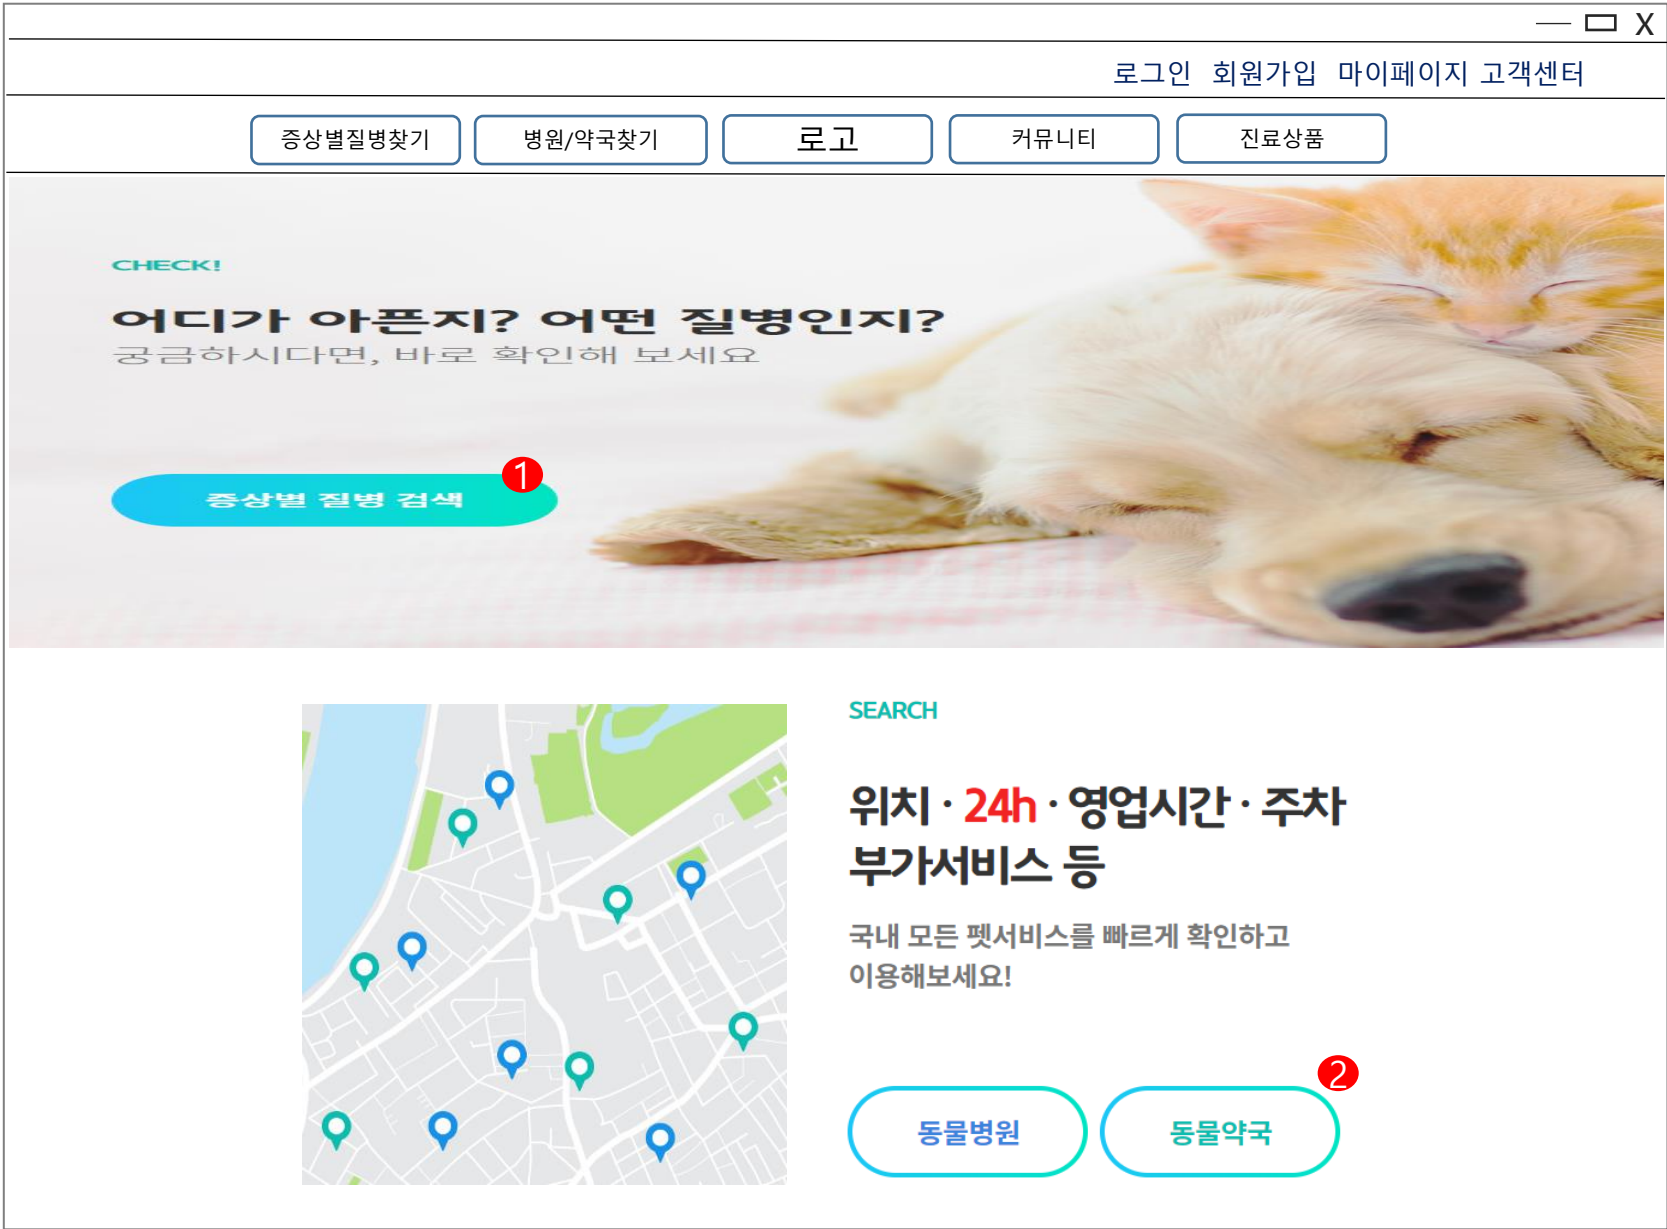 X
로그인 회원가입 마이페이지 고객센터
증상별질병찾기 병원/약국찾기 로고 커뮤니티 진료상품
CHECK!
어디가 아픈지? 어떤 질병인지?
궁금하시다면, 바로 확인해 보세요
1
증상별 질병 검색
SEARCH
위치 · 24h · 영업시간 · 주차
부가서비스 등
국내 모든 펫서비스를 빠르게 확인하고
이용해보세요!
2
동물병원 동물약국